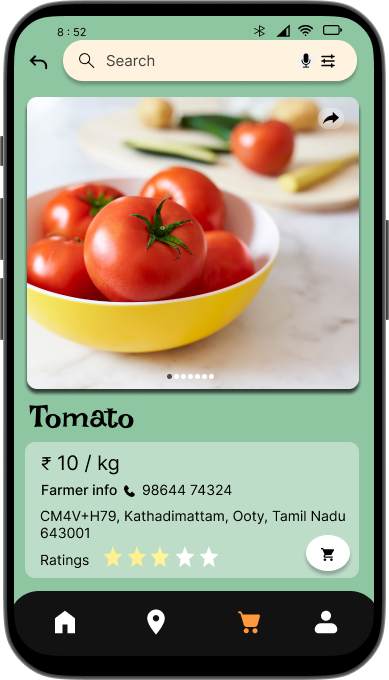 8 : 52
Search
Tomato
₹ 10 / kg
Farmer info 98644 74324
CM4V+H79, Kathadimattam, Ooty, Tamil Nadu
643001
Ratings